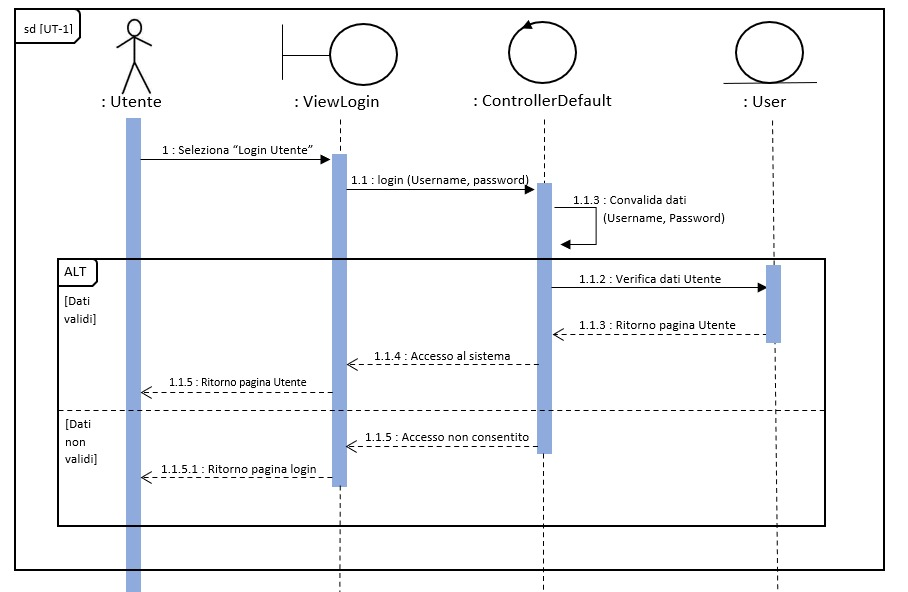 sd [UT-1]
: Utente
: ViewLogin
: ControllerDefault
: User
1 : Seleziona “Login Utente”
1.1 : login (Username, password)
1.1.3 : Convalida dati
(Username, Password)
ALT
[Dati
validi]
1.1.2 : Verifica dati Utente
1.1.3 : Ritorno pagina Utente
1.1.4 : Accesso al sistema
1.1.5 : Ritorno pagina Utente
[Dati
non
validi]
1.1.5 : Accesso non consentito
1.1.5.1 : Ritorno pagina login